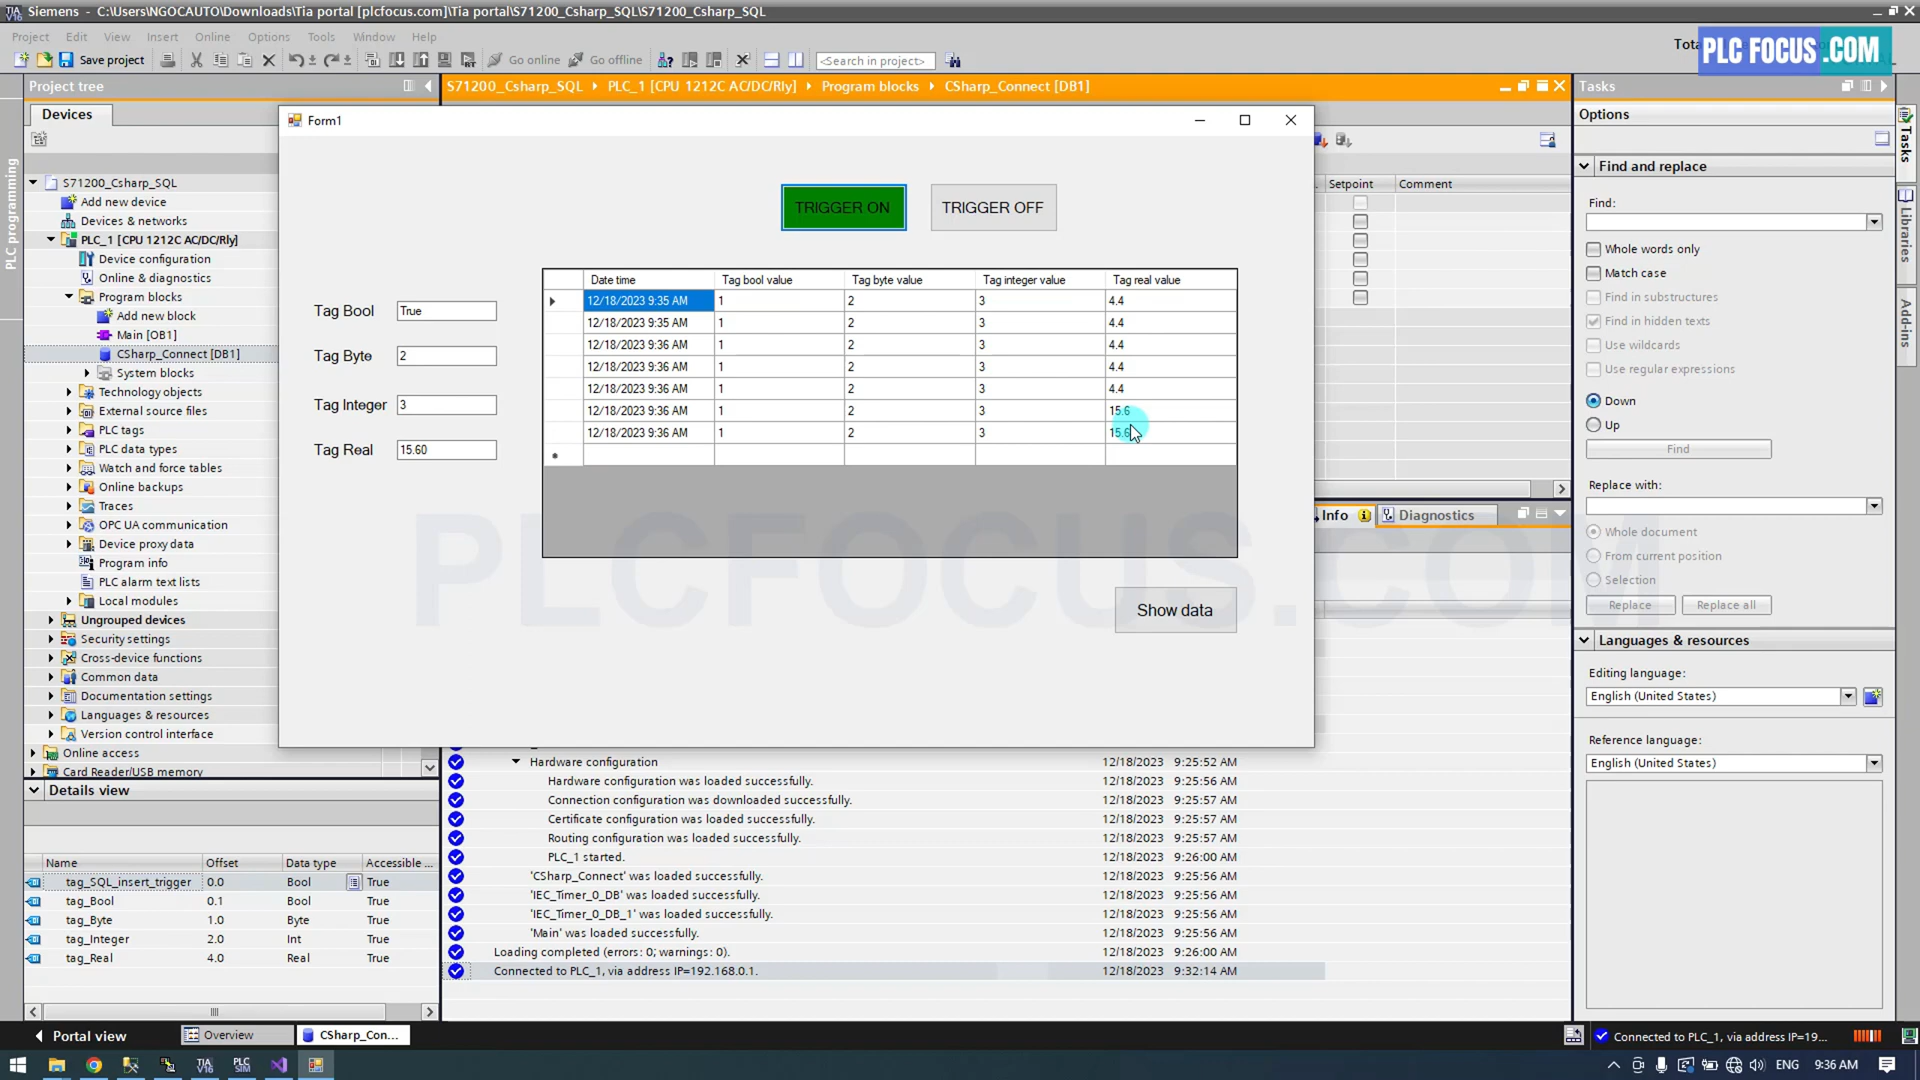 Siemens - C:\Users\NGOCAUTO\Downloads\Tia portal [plcfocus.com]\Tia portal\S71200_Csharp_SQL\S71200_Csharp_SQL
Project Edit View Insert Online Options Tools Window Help
PLC FOCUS .COM
Save project
Go online
Go offline
<Search in project>
Project tree
S71200_Csharp_SQL
PLC_1 [CPU 1212C AC/DC/Rly]
Program blocks
CSharp_Connect [DB1]
Tasks
Devices
Options
PLC programming
S71200_Csharp_SQL
Add new device
Devices & networks
PLC_1 [CPU 1212C AC/DC/Rly]
Device configuration
Online & diagnostics
Program blocks
Add new block
Main [OB1]
CSharp_Connect [DB1]
System blocks
Technology objects
External source files
PLC tags
PLC data types
Watch and force tables
Online backups
Traces
OPC UA communication
Device proxy data
Program info
PLC alarm text lists
Local modules
Ungrouped devices
Security settings
Cross-device functions
Common data
Documentation settings
Languages & resources
Version control interface
Online access
Card Reader/USB memory
Form1
TRIGGER ON
TRIGGER OFF
Tag Bool True
Tag Byte 2
Tag Integer 3
Tag Real 15.60
Date time Tag bool value Tag byte value Tag integer value Tag real value
12/18/2023 9:35 AM 1 2 3 4.4
12/18/2023 9:35 AM 1 2 3 4.4
12/18/2023 9:36 AM 1 2 3 4.4
12/18/2023 9:36 AM 1 2 3 4.4
12/18/2023 9:36 AM 1 2 3 4.4
12/18/2023 9:36 AM 1 2 3 15.6
12/18/2023 9:36 AM 1 2 3 15.6
Show data
PLCFOCUS.COM
Setpoint Comment
Info
Diagnostics
Find and replace
Find:
Whole words only
Match case
Find in substructures
Find in hidden texts
Use wildcards
Use regular expressions
Down
Up
Find
Replace with:
Whole document
From current position
Selection
Replace
Replace all
Languages & resources
Editing language:
English (United States)
Reference language:
English (United States)
Tasks
Libraries
Add-ins
Details view
Name Offset Data type Accessible ...
tag_SQL_insert_trigger 0.0 Bool True
tag_Bool 0.1 Bool True
tag_Byte 1.0 Byte True
tag_Integer 2.0 Int True
tag_Real 4.0 Real True
Hardware configuration 12/18/2023 9:25:52 AM
Hardware configuration was loaded successfully. 12/18/2023 9:25:56 AM
Connection configuration was downloaded successfully. 12/18/2023 9:25:57 AM
Certificate configuration was loaded successfully. 12/18/2023 9:25:57 AM
Routing configuration was loaded successfully. 12/18/2023 9:25:57 AM
PLC_1 started. 12/18/2023 9:26:00 AM
'CSharp_Connect' was loaded successfully. 12/18/2023 9:25:56 AM
'IEC_Timer_0_DB' was loaded successfully. 12/18/2023 9:25:56 AM
'IEC_Timer_0_DB_1' was loaded successfully. 12/18/2023 9:25:56 AM
'Main' was loaded successfully. 12/18/2023 9:25:56 AM
Loading completed (errors: 0; warnings: 0). 12/18/2023 9:26:00 AM
Connected to PLC_1, via address IP=192.168.0.1. 12/18/2023 9:32:14 AM
Portal view
Overview
CSharp_Con...
Connected to PLC_1, via address IP=19...
TIA V16
PLC SIM
ENG
9:36 AM